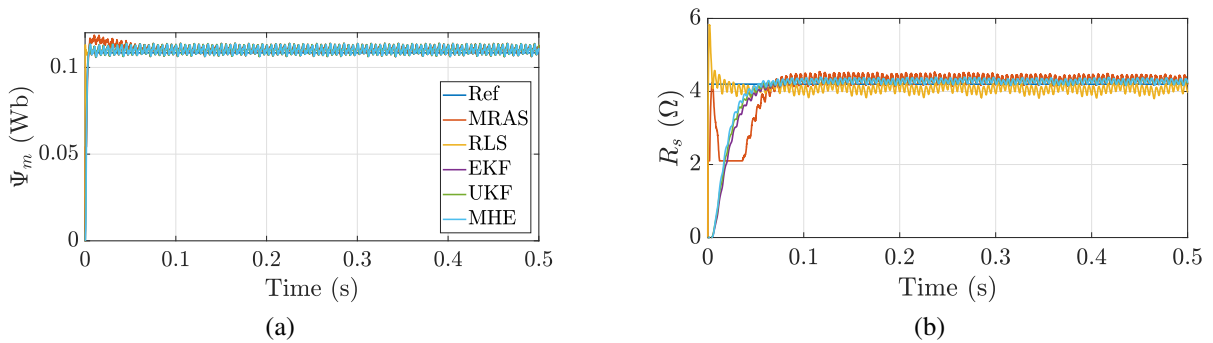 Ψm (Wb)
0.1
0.05
0
Ref
MRAS
RLS
EKF
UKF
MHE
0 0.1 0.2 0.3 0.4 0.5
Time (s)
(a)
Rs (Ω)
6
4
2
0
0 0.1 0.2 0.3 0.4 0.5
Time (s)
(b)